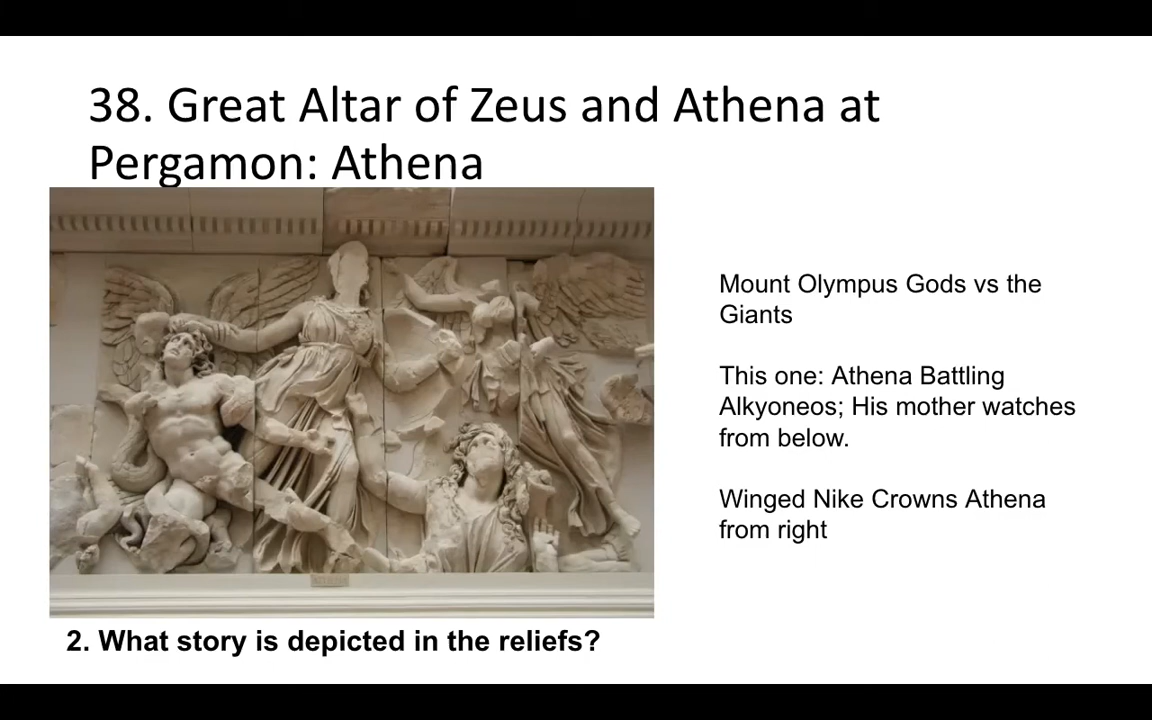 38. Great Altar of Zeus and Athena at
Pergamon: Athena
Mount Olympus Gods vs the
Giants
This one: Athena Battling
Alkyoneos; His mother watches
from below.
Winged Nike Crowns Athena
from right
2. What story is depicted in the reliefs?